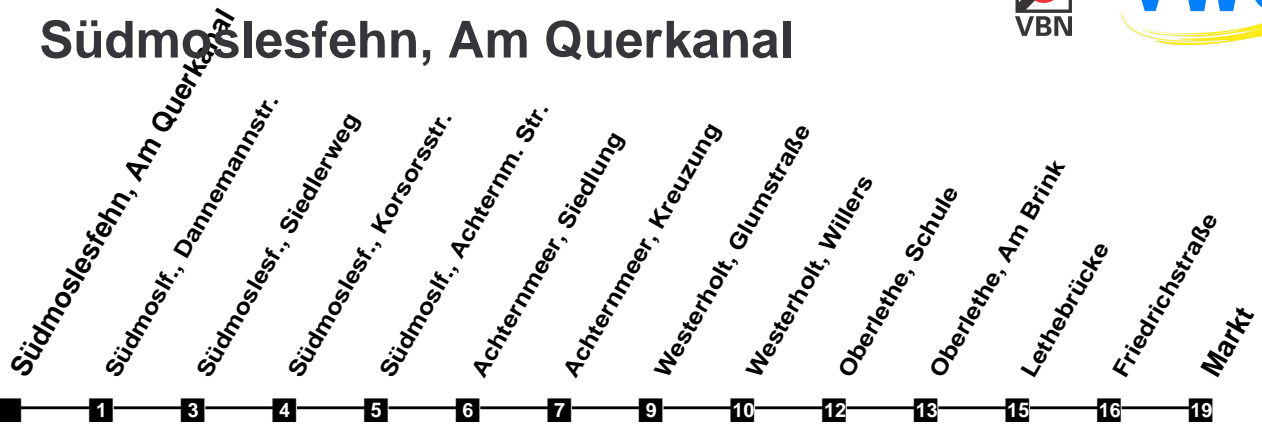 Südmoslesfehn, Am Querkanal
VBN
Südmoslesfehn, Am Querkanal
Südmoslf., Dannemannstr.
Südmoslesf., Siedlerweg
Südmoslesf., Korsorsstr.
Südmoslf., Achternm. Str.
Achternmeer, Siedlung
Achternmeer, Kreuzung
Westerholt, Glumstraße
Westerholt, Willers
Oberlethe, Schule
Oberlethe, Am Brink
Lethebrücke
Friedrichstraße
Markt
1 3 4 5 6 7 9 10 12 13 15 16 19